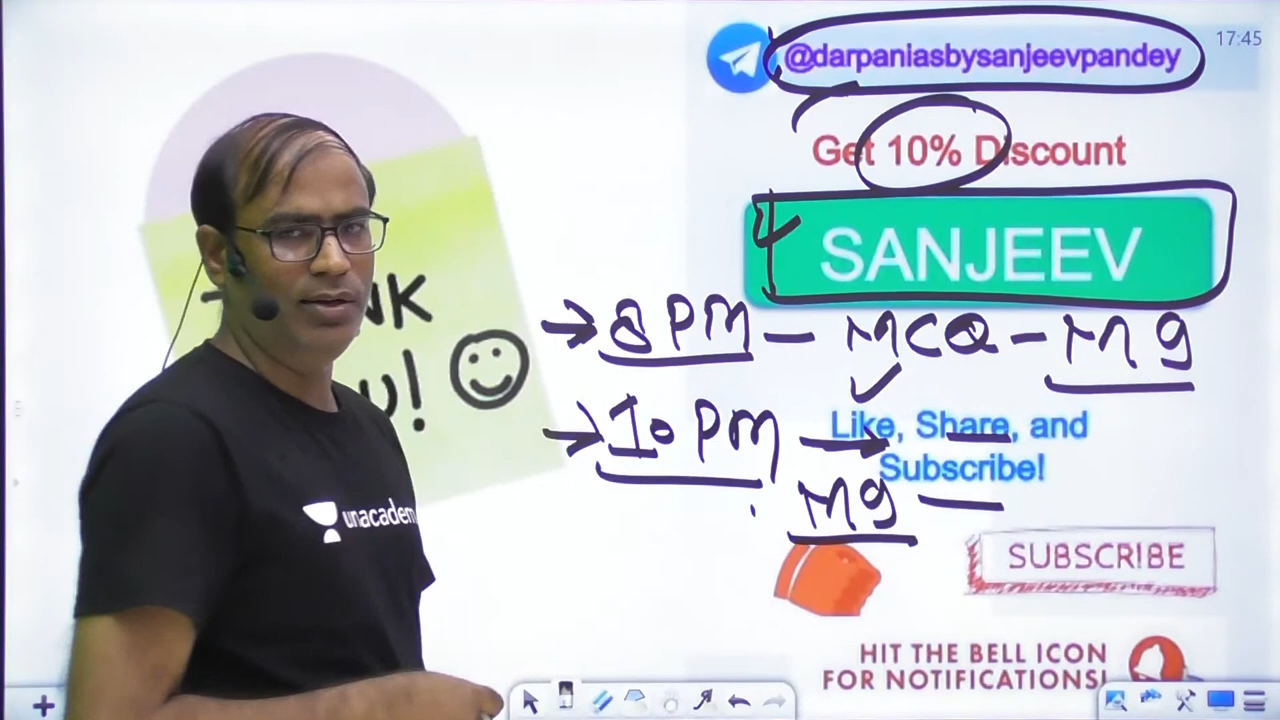 17:45
@darpaniasbysanjeevpandey
Get 10% Discount
SANJEEV
NK
U!
→ 8 PM — MCQ — Mg
→ 10 PM →
Like, Share, and
Subscribe!
Mg —
unacadem
SUBSCRIBE
HIT THE BELL ICON
FOR NOTIFICATIONS!